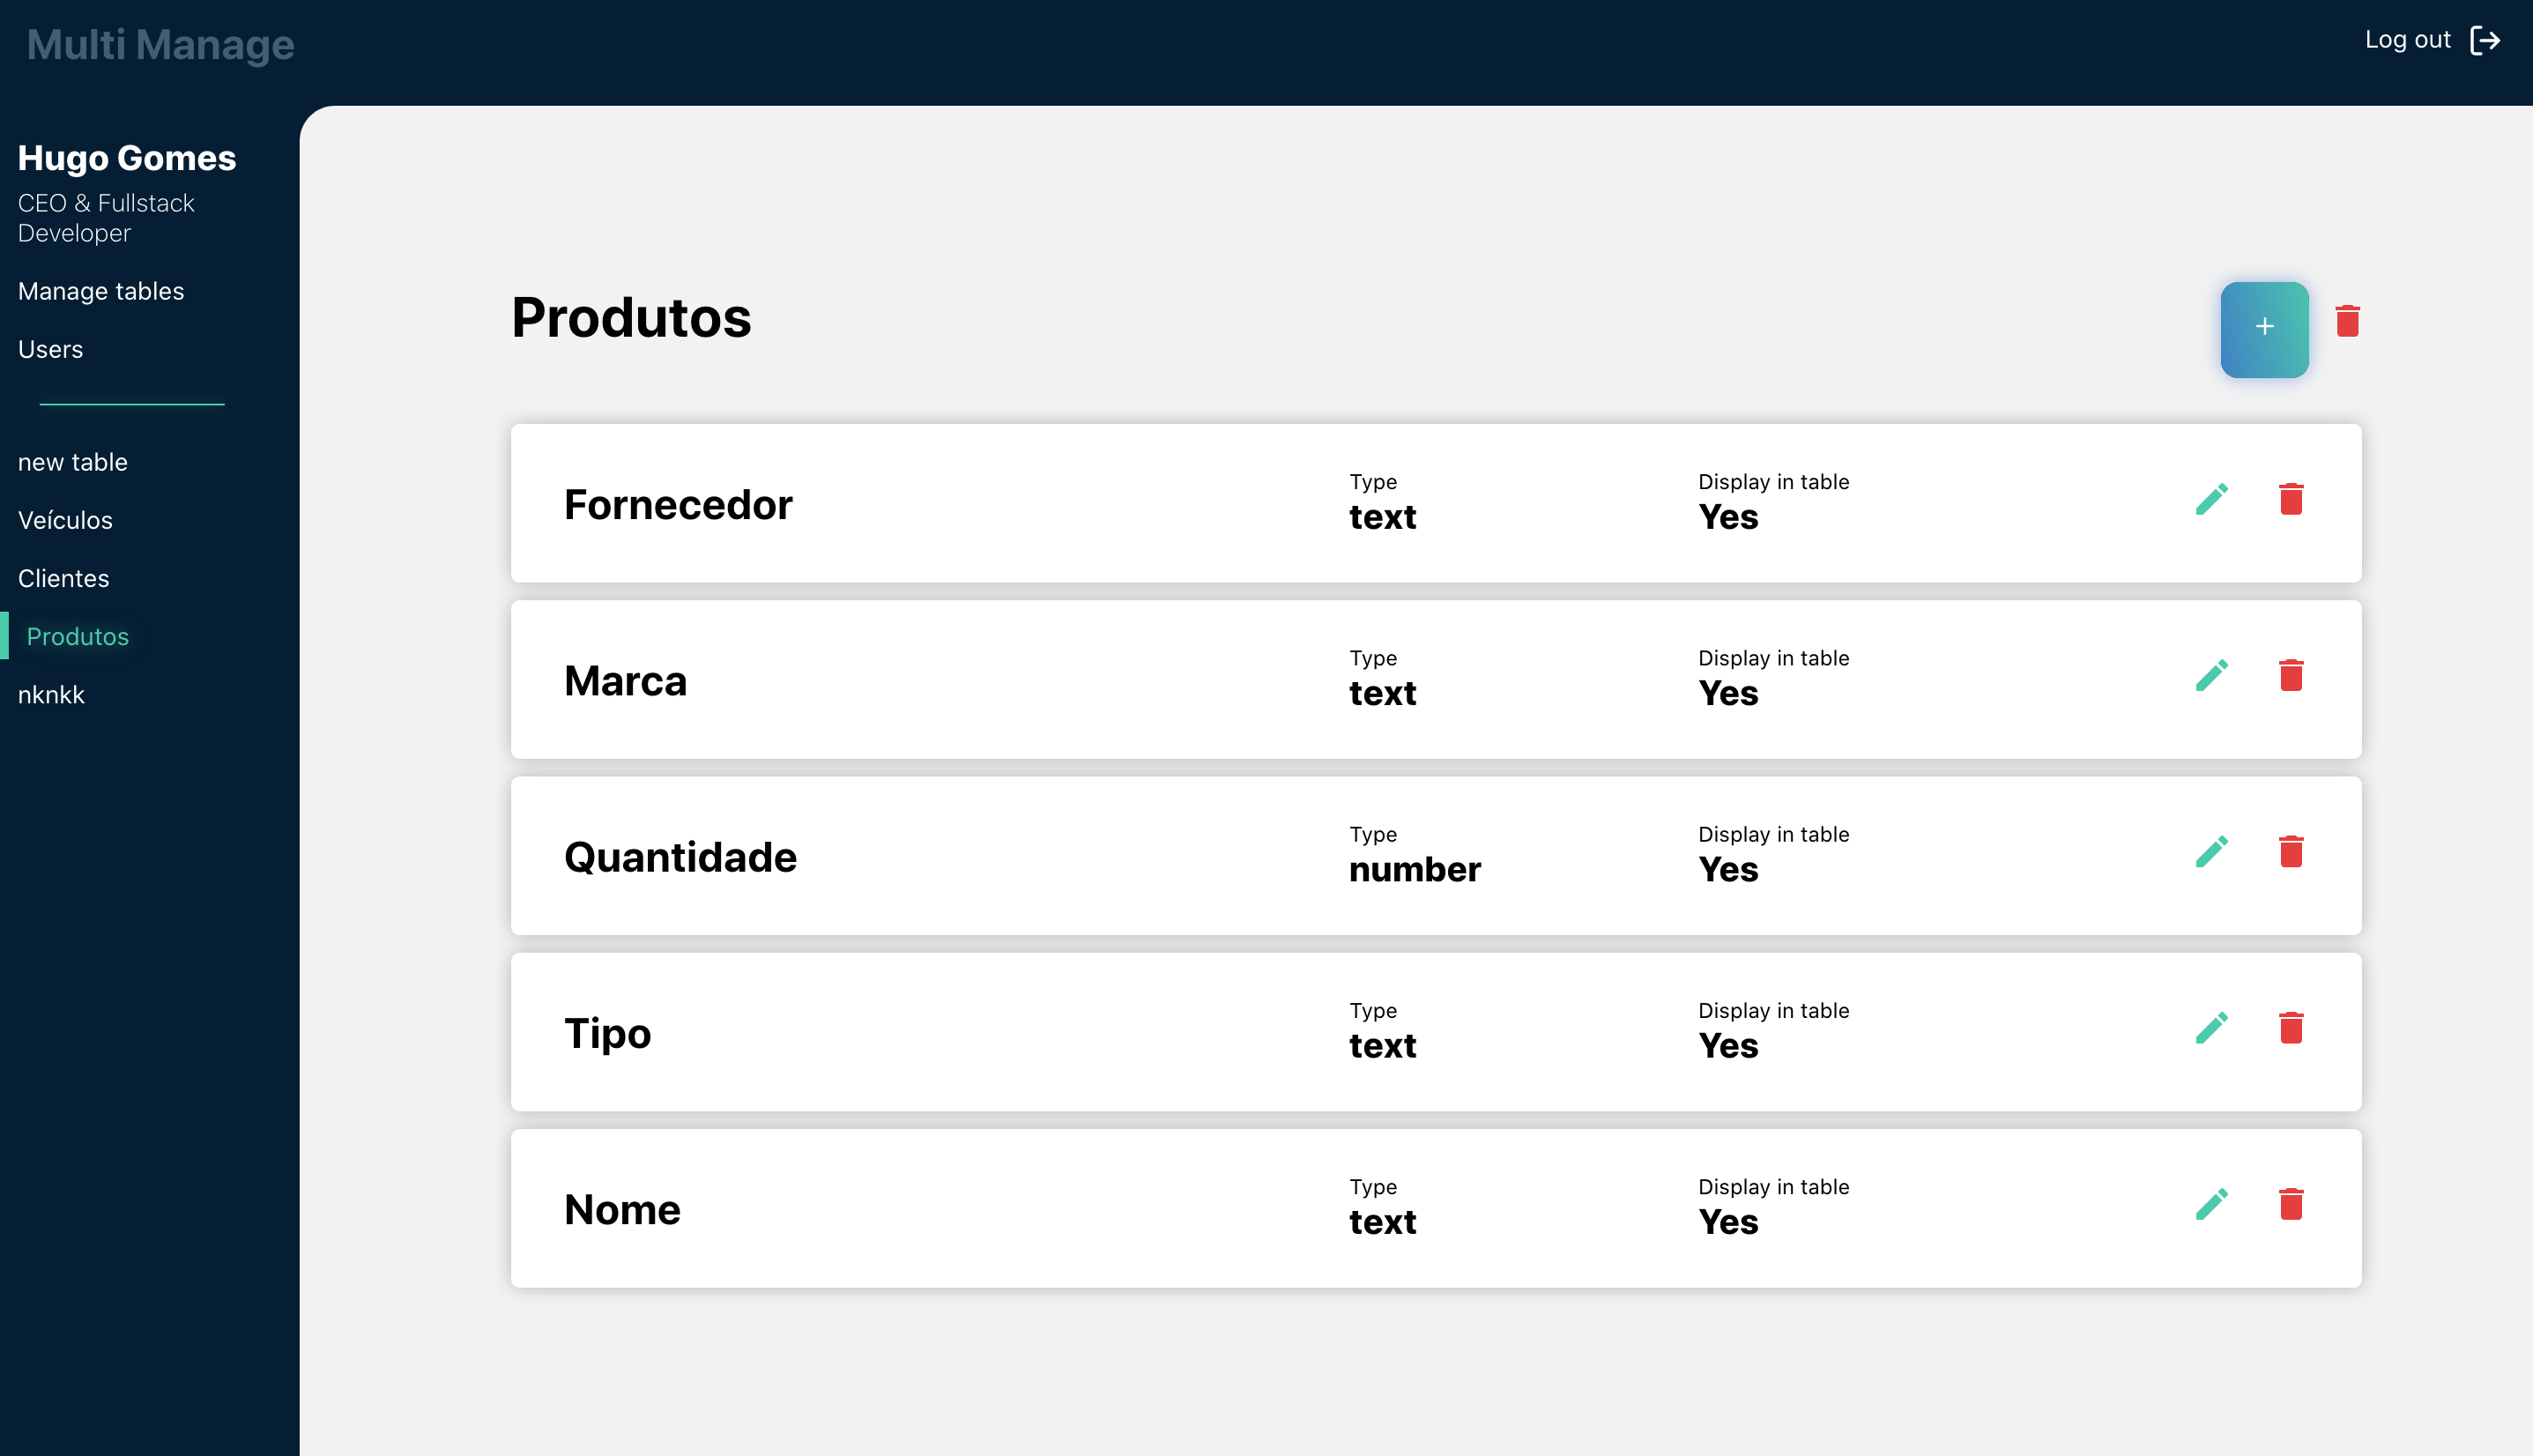 Multi Manage
Log out
Hugo Gomes
CEO & Fullstack
Developer
Manage tables
Users
new table
Veículos
Clientes
Produtos
nknkk
Produtos
+
Fornecedor
Type
text
Display in table
Yes
Marca
Type
text
Display in table
Yes
Quantidade
Type
number
Display in table
Yes
Tipo
Type
text
Display in table
Yes
Nome
Type
text
Display in table
Yes